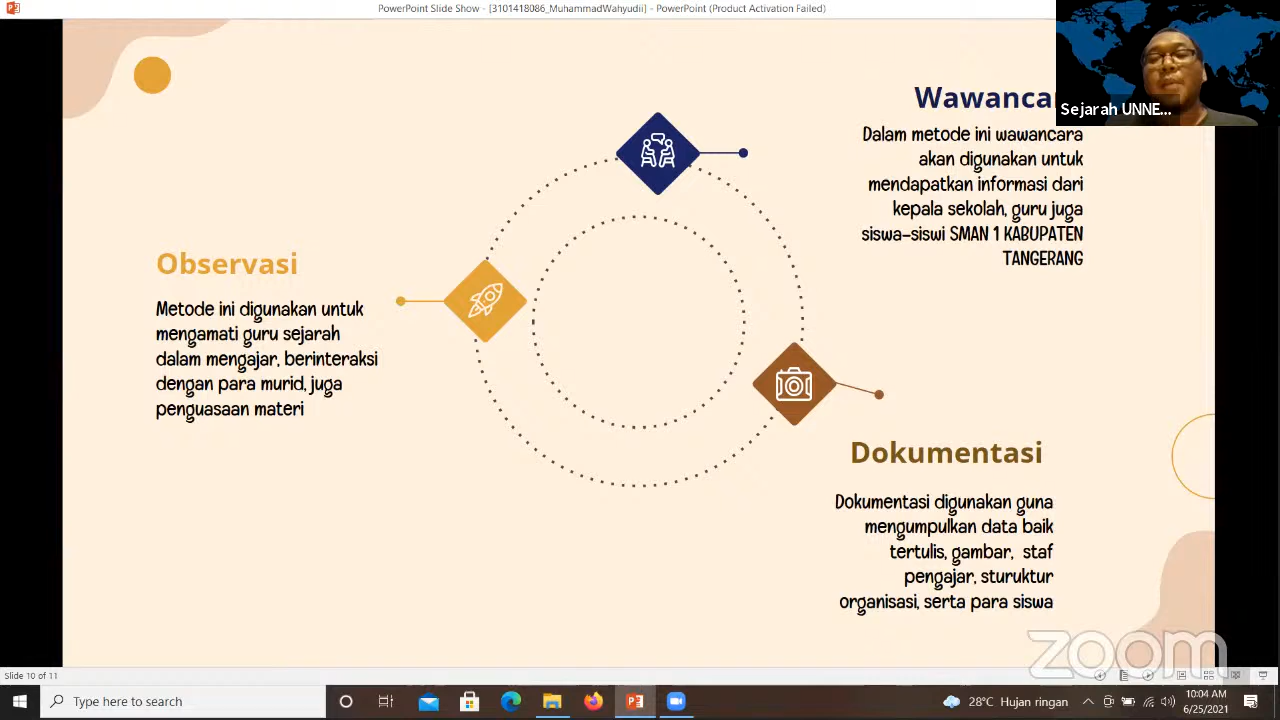 PowerPoint Slide Show - [3101418086_MuhammadWahyudii] - PowerPoint (Product Activation Failed)
Sejarah UNNE...
Observasi
Metode ini digunakan untuk
mengamati guru sejarah
dalam mengajar, berinteraksi
dengan para murid, juga
penguasaan materi
Wawancar
Dalam metode ini wawancara
akan digunakan untuk
mendapatkan informasi dari
kepala sekolah, guru juga
siswa-siswi SMAN 1 KABUPATEN
TANGERANG
Dokumentasi
Dokumentasi digunakan guna
mengumpulkan data baik
tertulis, gambar, staf
pengajar, sturuktur
organisasi, serta para siswa
zoom
Slide 10 of 11
Type here to search
28°C Hujan ringan
10:04 AM
6/25/2021